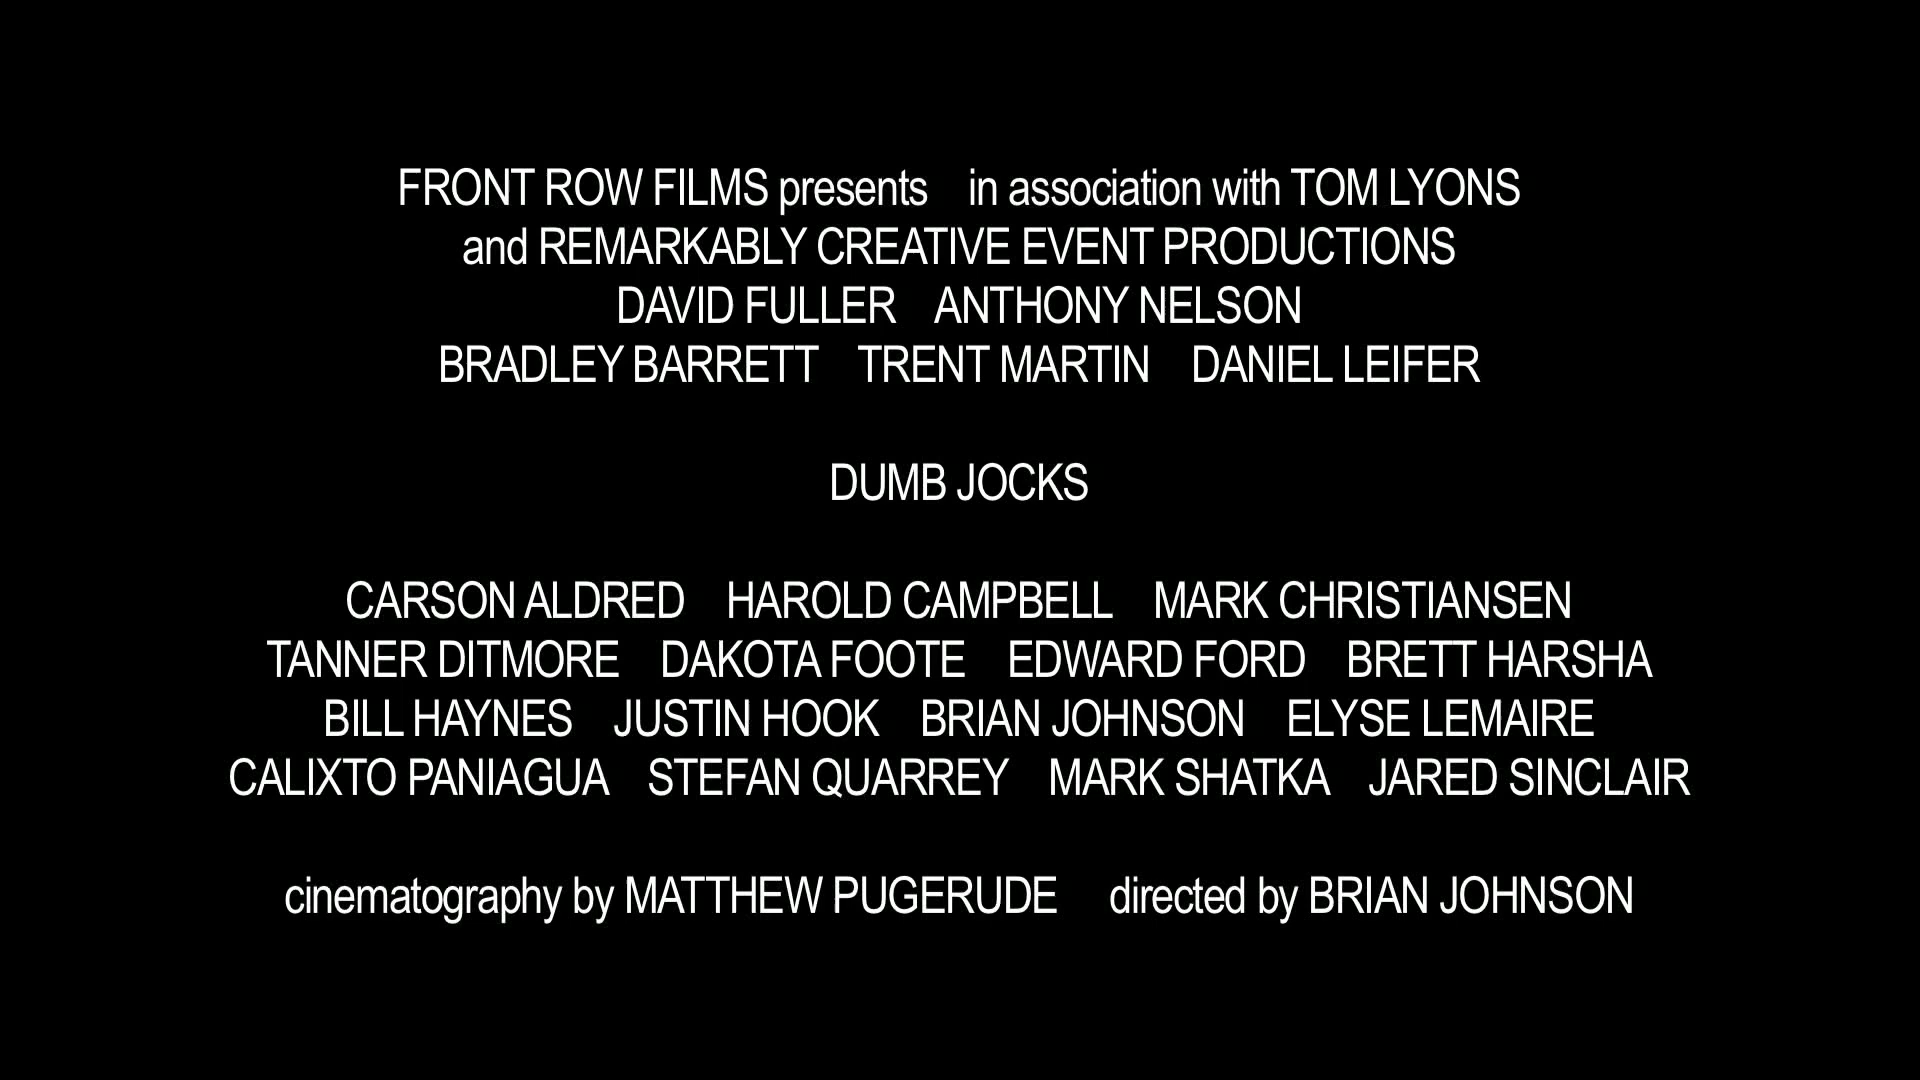 FRONT ROW FILMS presents in association with TOM LYONS
and REMARKABLY CREATIVE EVENT PRODUCTIONS
DAVID FULLER ANTHONY NELSON
BRADLEY BARRETT TRENT MARTIN DANIEL LEIFER
DUMB JOCKS
CARSON ALDRED HAROLD CAMPBELL MARK CHRISTIANSEN
TANNER DITMORE DAKOTA FOOTE EDWARD FORD BRETT HARSHA
BILL HAYNES JUSTIN HOOK BRIAN JOHNSON ELYSE LEMAIRE
CALIXTO PANIAGUA STEFAN QUARREY MARK SHATKA JARED SINCLAIR
cinematography by MATTHEW PUGERUDE directed by BRIAN JOHNSON